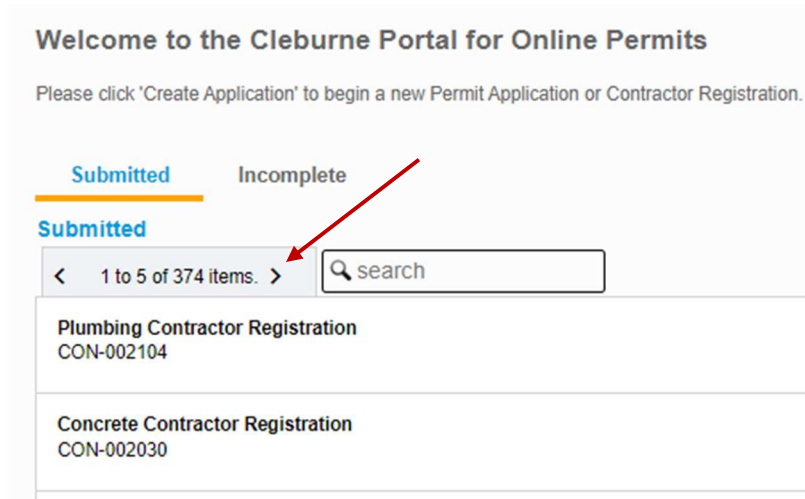 Welcome to the Cleburne Portal for Online Permits
Please click 'Create Application' to begin a new Permit Application or Contractor Registration.
Submitted Incomplete
Submitted
< 1 to 5 of 374 items. > search
Plumbing Contractor Registration
CON-002104
Concrete Contractor Registration
CON-002030